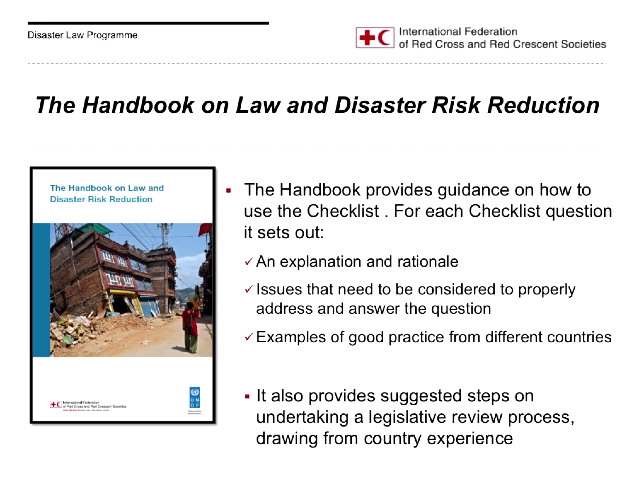 Disaster Law Programme
International Federation
of Red Cross and Red Crescent Societies
The Handbook on Law and Disaster Risk Reduction
The Handbook on Law and
Disaster Risk Reduction
International Federation
of Red Cross and Red Crescent Societies
UN
DP
The Handbook provides guidance on how to
use the Checklist . For each Checklist question
it sets out:
An explanation and rationale
Issues that need to be considered to properly
address and answer the question
Examples of good practice from different countries
It also provides suggested steps on
undertaking a legislative review process,
drawing from country experience